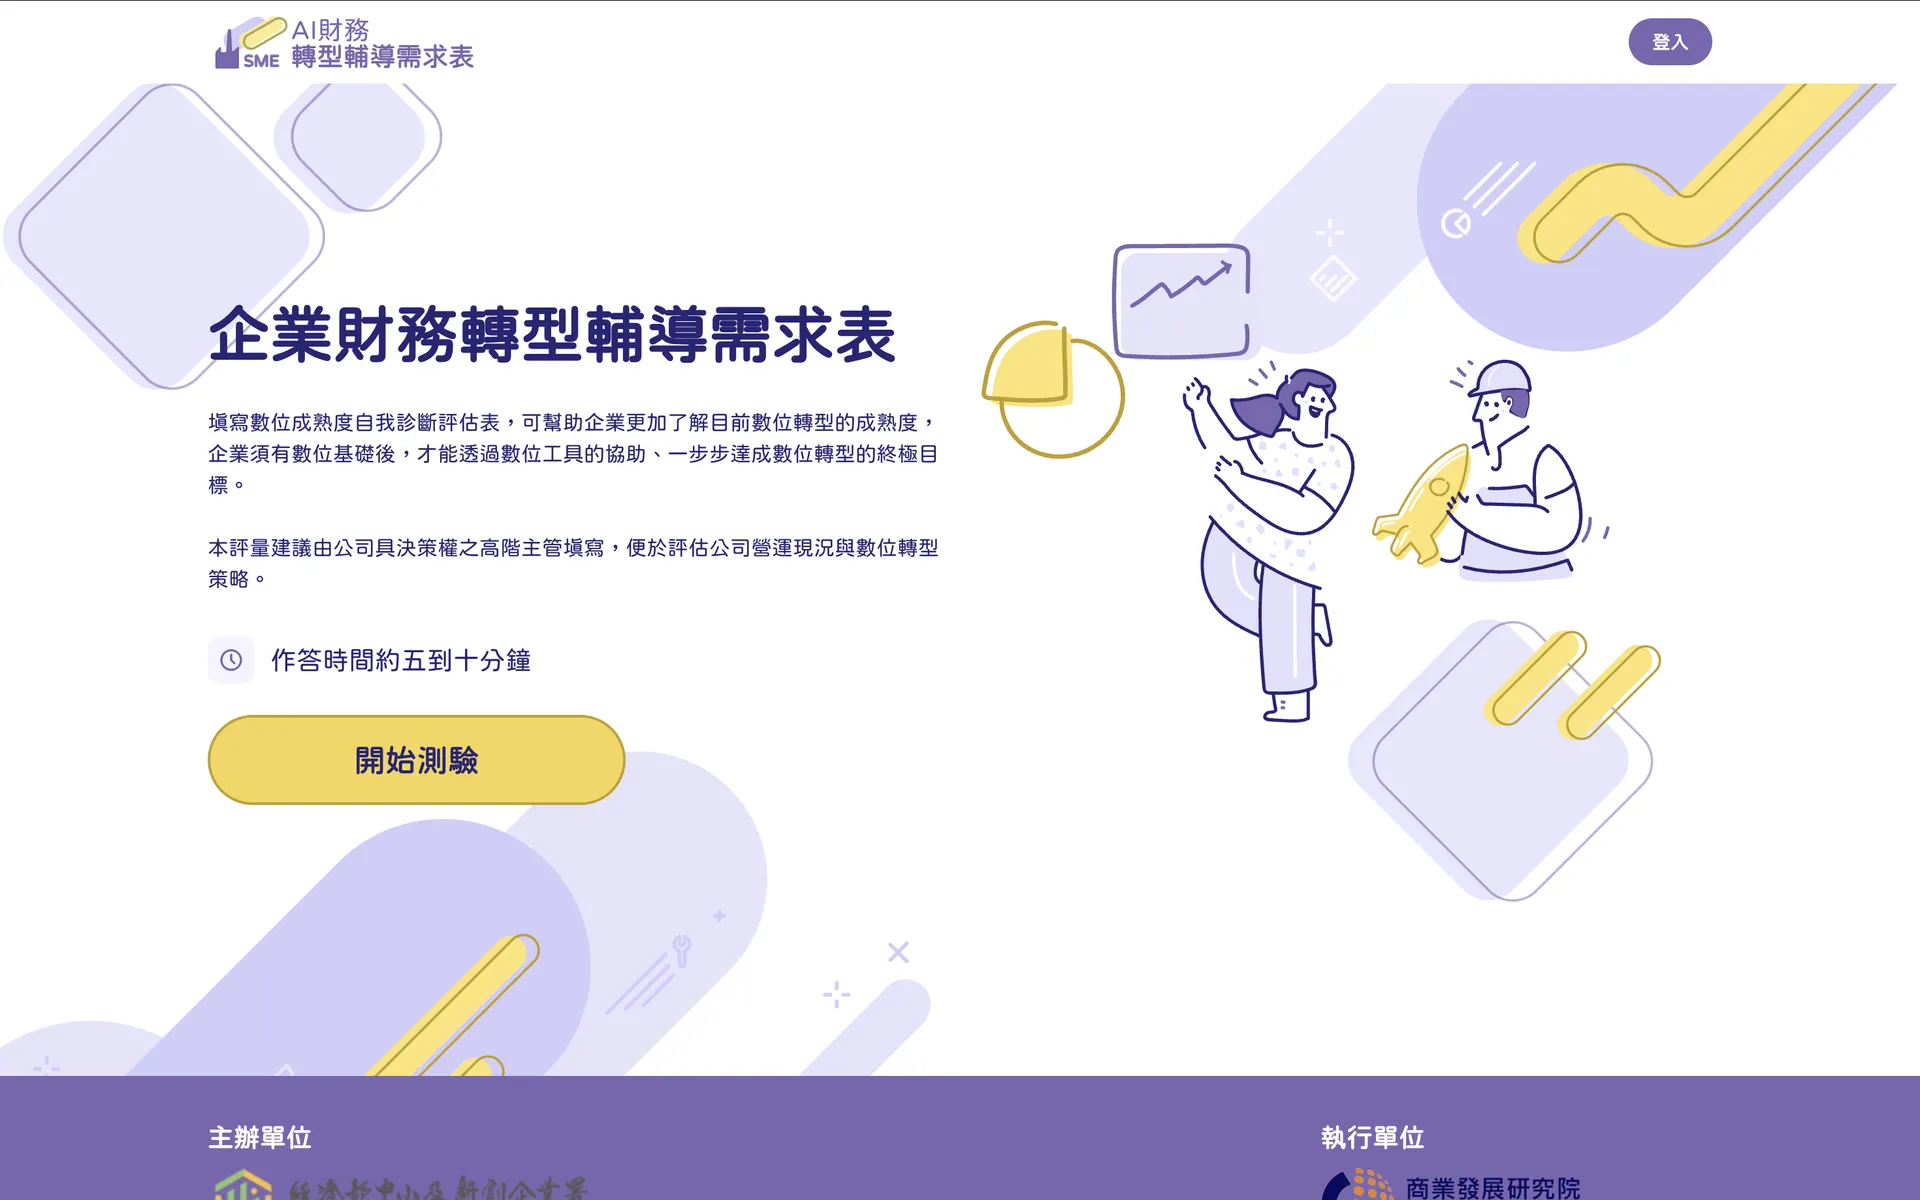 AI財務
SME 轉型輔導需求表
登入
企業財務轉型輔導需求表
填寫數位成熟度自我診斷評估表，可幫助企業更加了解目前數位轉型的成熟度，
企業須有數位基礎後，才能透過數位工具的協助、一步步達成數位轉型的終極目
標。
本評量建議由公司具決策權之高階主管填寫，便於評估公司營運現況與數位轉型
策略。
作答時間約五到十分鐘
開始測驗
主辦單位
執行單位
經濟部中小及新創企業署
商業發展研究院